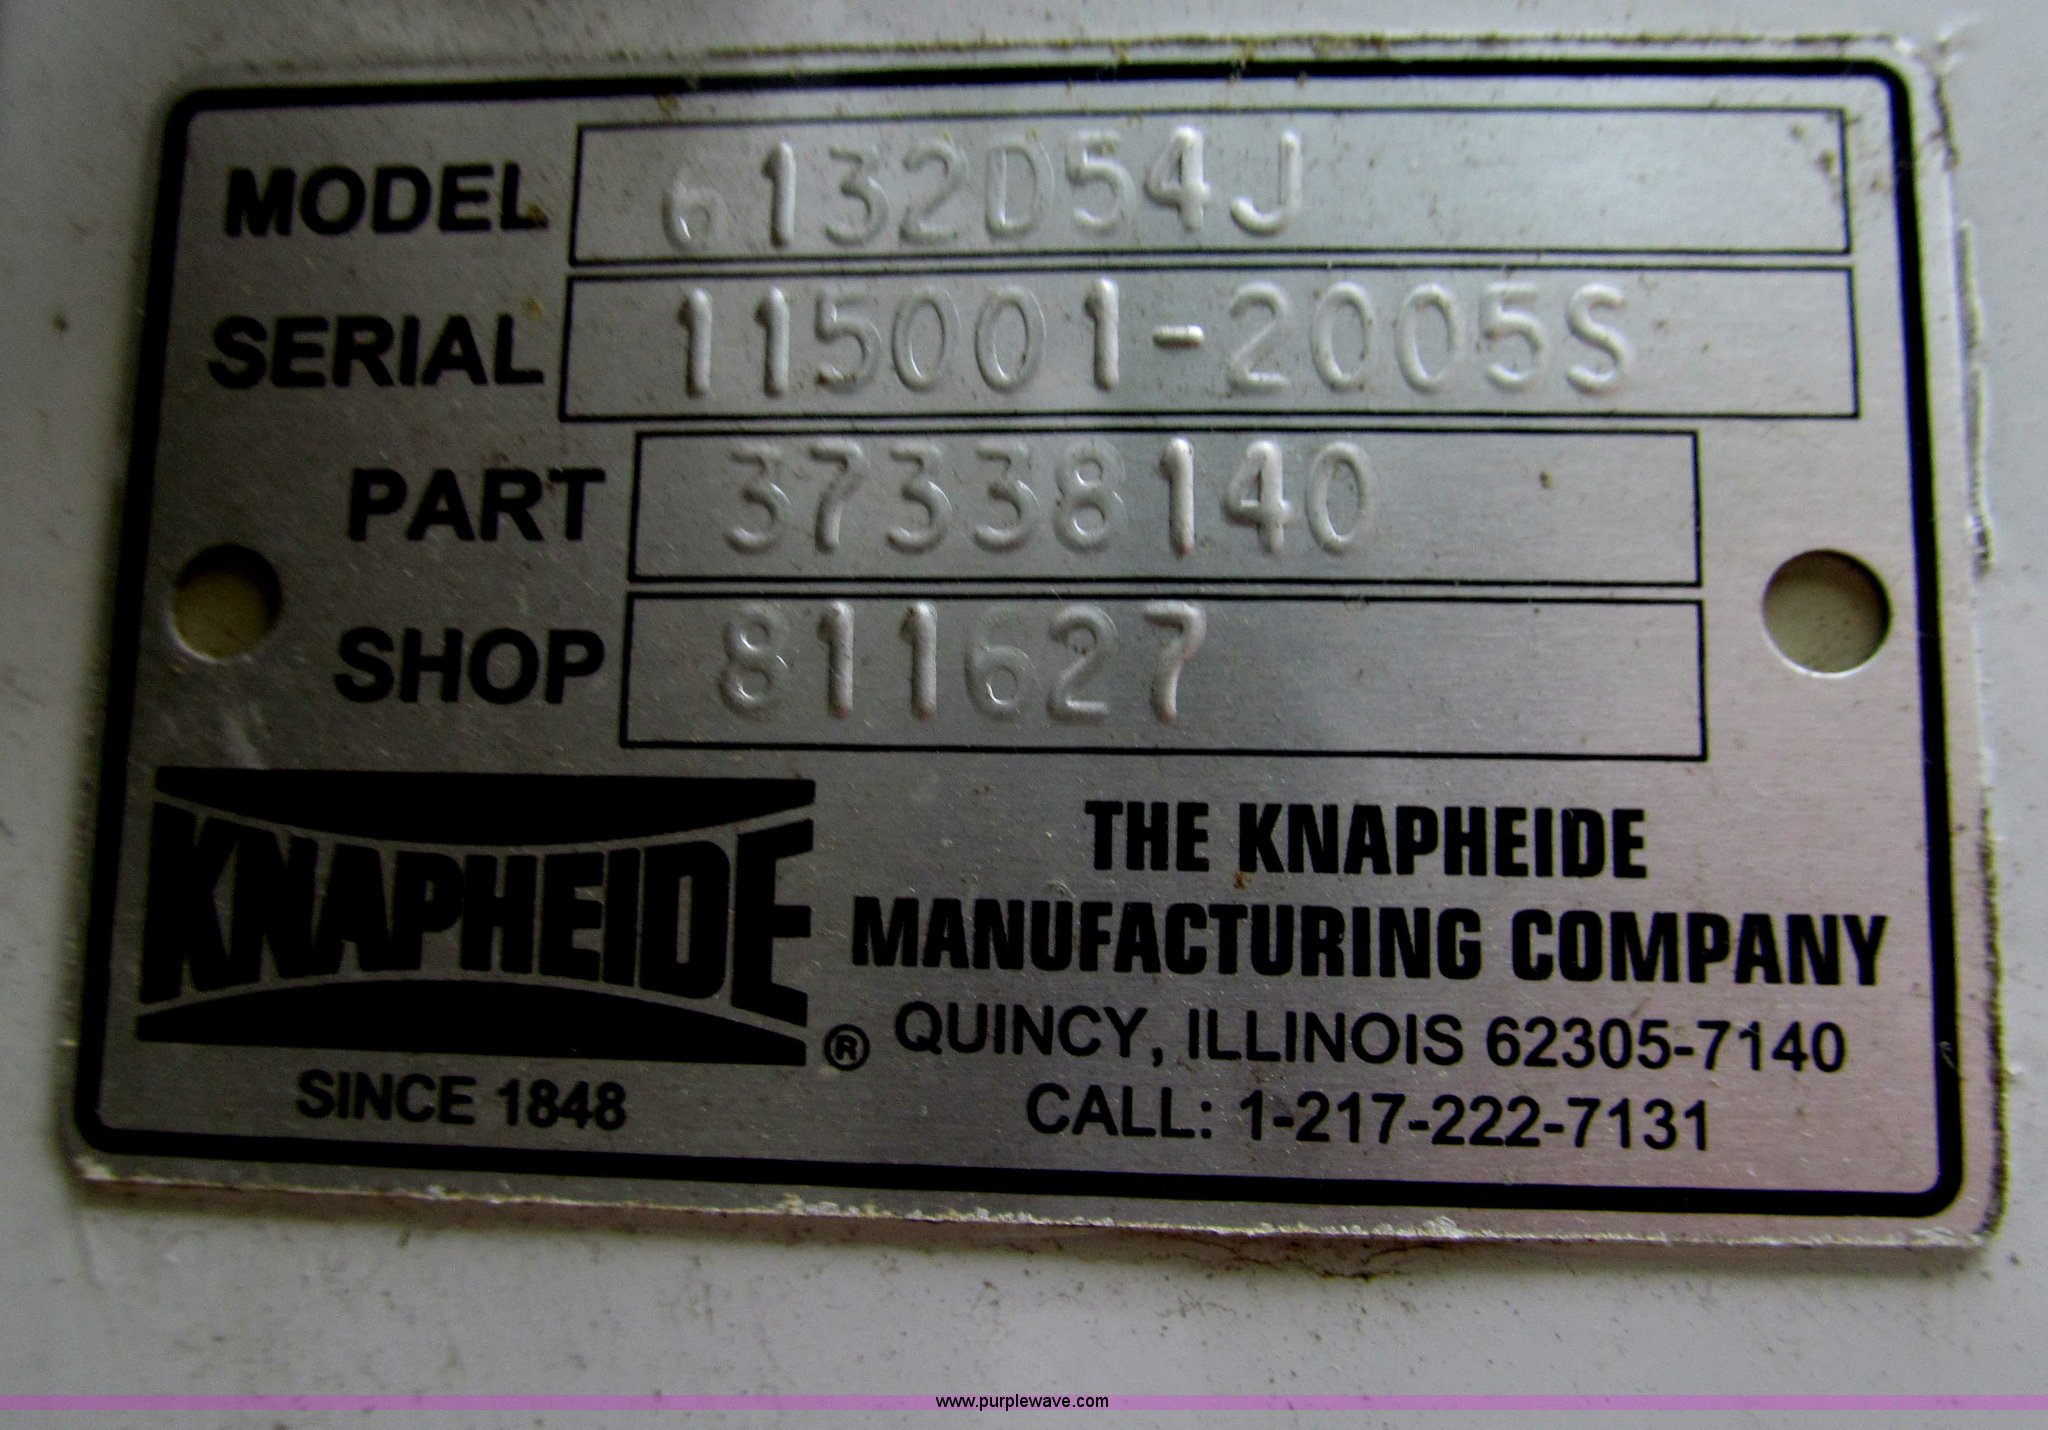 MODEL 6132D54J
SERIAL 115001-2005S
PART 37338140
SHOP 811627
KNAPHEIDE ®
SINCE 1848
THE KNAPHEIDE
MANUFACTURING COMPANY
QUINCY, ILLINOIS 62305-7140
CALL: 1-217-222-7131
www.purplewave.com